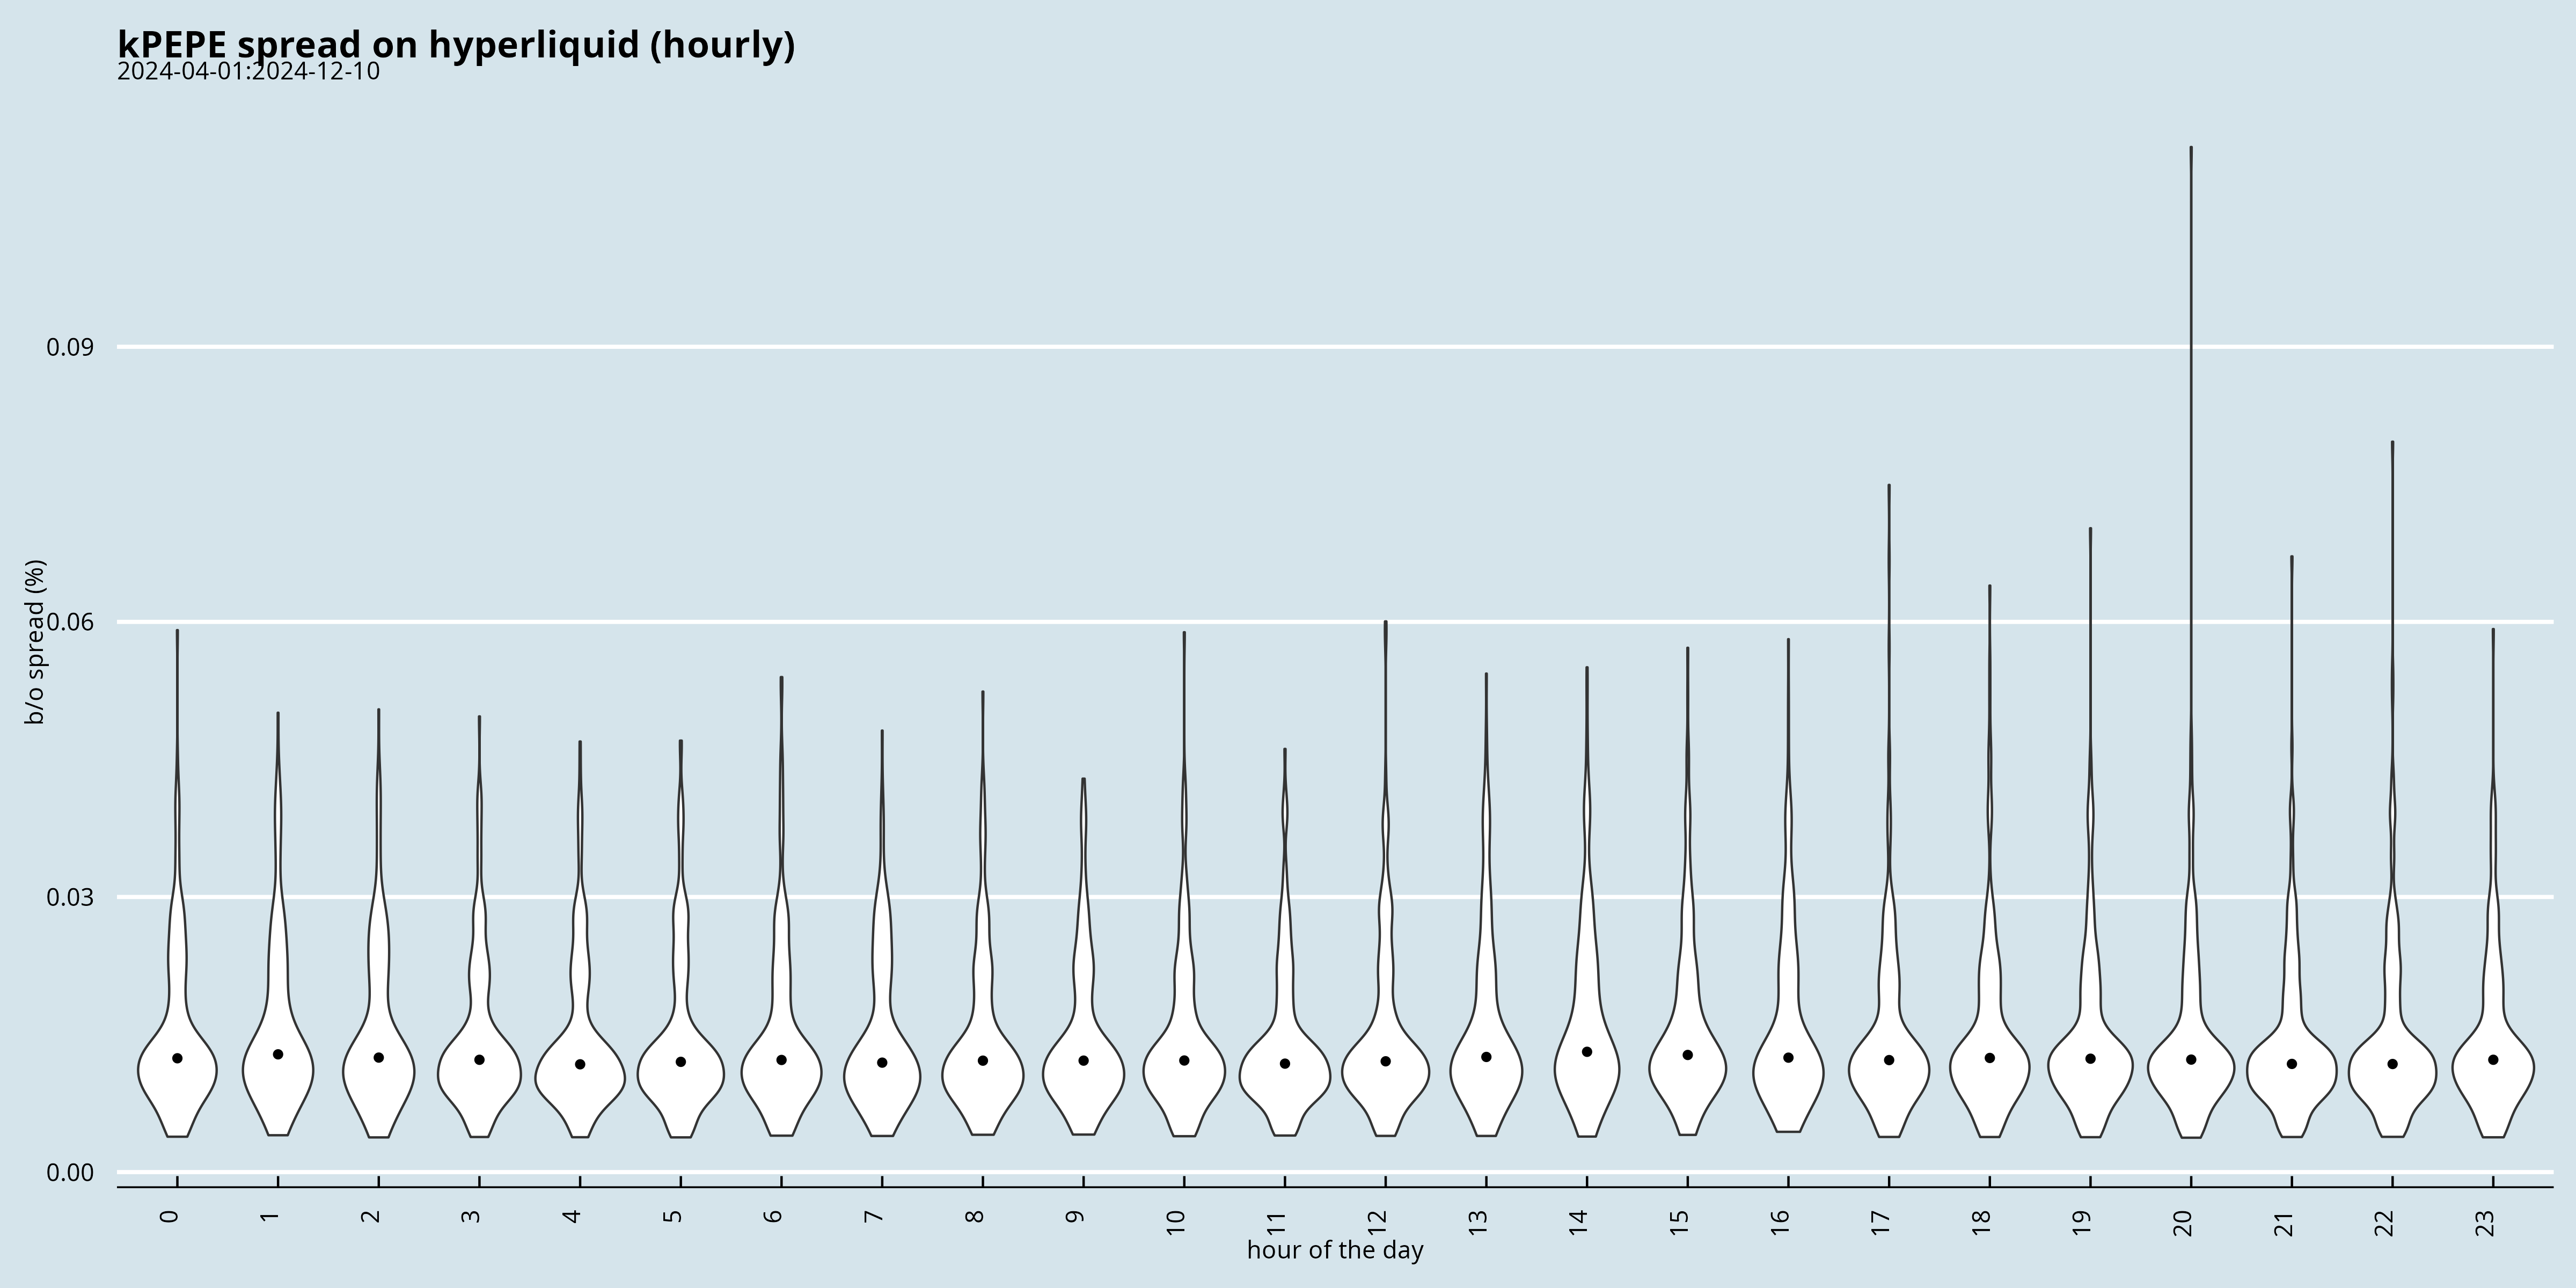 kPEPE spread on hyperliquid (hourly)
2024-04-01:2024-12-10
b/o spread (%)
0.09
0.06
0.03
0.00
0 1 2 3 4 5 6 7 8 9 10 11 12 13 14 15 16 17 18 19 20 21 22 23
hour of the day